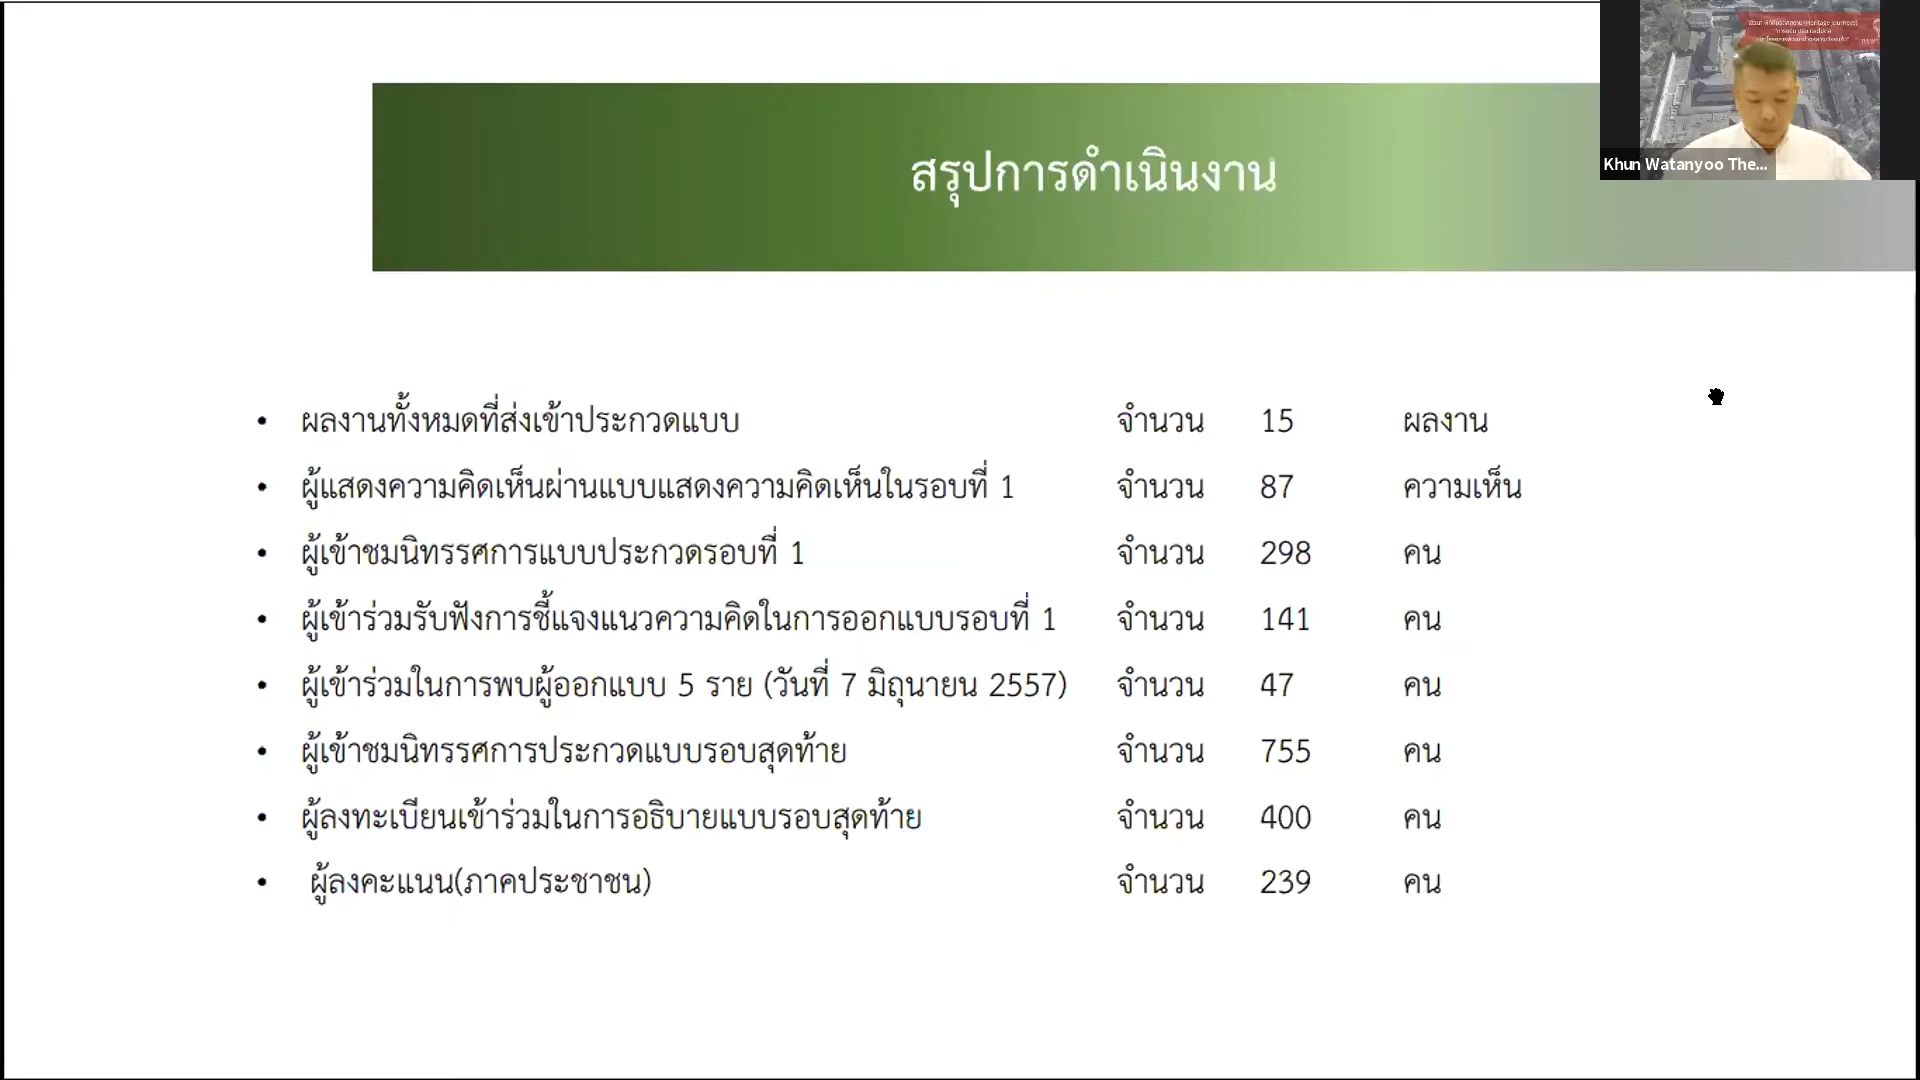 สรุปการดำเนินงาน
Khun Watanyoo The...
• ผลงานทั้งหมดที่ส่งเข้าประกวดแบบ จำนวน 15 ผลงาน
• ผู้แสดงความคิดเห็นผ่านแบบแสดงความคิดเห็นในรอบที่ 1 จำนวน 87 ความเห็น
• ผู้เข้าชมนิทรรศการแบบประกวดรอบที่ 1 จำนวน 298 คน
• ผู้เข้าร่วมรับฟังการชี้แจงแนวความคิดในการออกแบบรอบที่ 1 จำนวน 141 คน
• ผู้เข้าร่วมในการพบผู้ออกแบบ 5 ราย (วันที่ 7 มิถุนายน 2557) จำนวน 47 คน
• ผู้เข้าชมนิทรรศการประกวดแบบรอบสุดท้าย จำนวน 755 คน
• ผู้ลงทะเบียนเข้าร่วมในการอธิบายแบบรอบสุดท้าย จำนวน 400 คน
• ผู้ลงคะแนน(ภาคประชาชน) จำนวน 239 คน